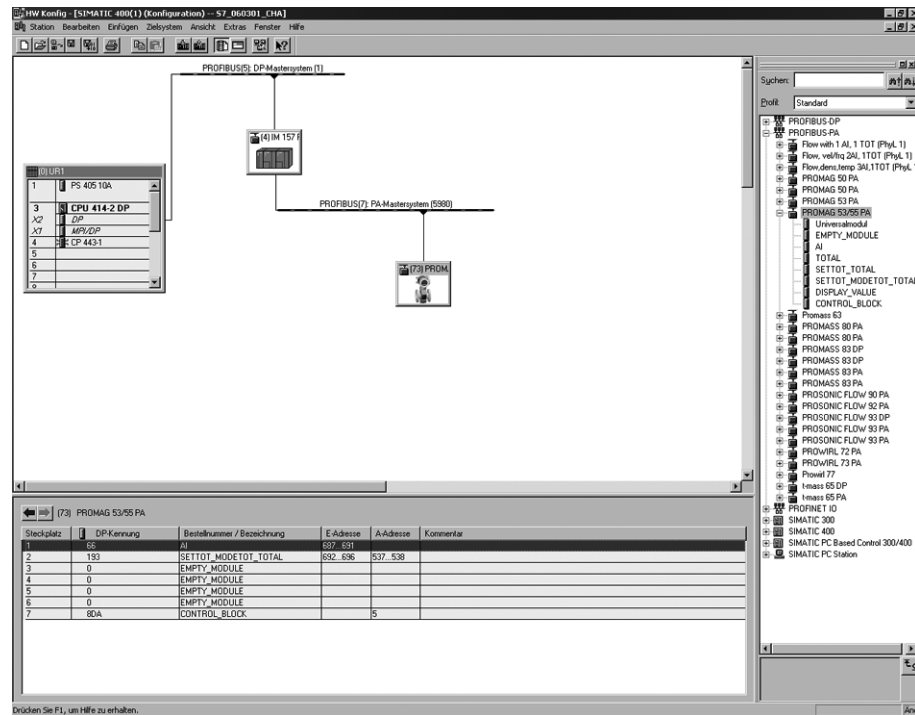 HW Konfig - [SIMATIC 400(1) (Konfiguration) -- S7_060301_CHA]
Station Bearbeiten Einfügen Zielsystem Ansicht Extras Fenster Hilfe
PROFIBUS(5): DP-Mastersystem (1)
(4) IM 157
(0) UR1
1 PS 405 10A
3 CPU 414-2 DP
X2 DP
X1 MPI/DP
4 CP 443-1
5
6
7
PROFIBUS(7): PA-Mastersystem (5980)
(73) PROM
Suchen:
Profil: Standard
PROFIBUS-DP
PROFIBUS-PA
Flow with 1 AI, 1 TOT (PhyL 1)
Flow, vel/frq 2AI, 1TOT (PhyL 1)
Flow,dens,temp 3AI,1TOT (PhyL
PROMAG 50 PA
PROMAG 50 PA
PROMAG 53 PA
PROMAG 53/55 PA
Universalmodul
EMPTY_MODULE
AI
TOTAL
SETTOT_TOTAL
SETTOT_MODETOT_TOTAL
DISPLAY_VALUE
CONTROL_BLOCK
Promass 63
PROMASS 80 PA
PROMASS 80 PA
PROMASS 83 DP
PROMASS 83 DP
PROMASS 83 PA
PROMASS 83 PA
PROSONIC FLOW 90 PA
PROSONIC FLOW 92 PA
PROSONIC FLOW 93 DP
PROSONIC FLOW 93 PA
PROSONIC FLOW 93 PA
PROWIRL 72 PA
PROWIRL 73 PA
Prowirl 77
t-mass 65 DP
t-mass 65 PA
PROFINET IO
SIMATIC 300
SIMATIC 400
SIMATIC PC Based Control 300/400
SIMATIC PC Station
(73) PROMAG 53/55 PA
Steckplatz DP-Kennung Bestellnummer / Bezeichnung E-Adresse A-Adresse Kommentar
1 66 AI 687...691
2 193 SETTOT_MODETOT_TOTAL 692...696 537...538
3 0 EMPTY_MODULE
4 0 EMPTY_MODULE
5 0 EMPTY_MODULE
6 0 EMPTY_MODULE
7 8DA CONTROL_BLOCK 5
Drücken Sie F1, um Hilfe zu erhalten.